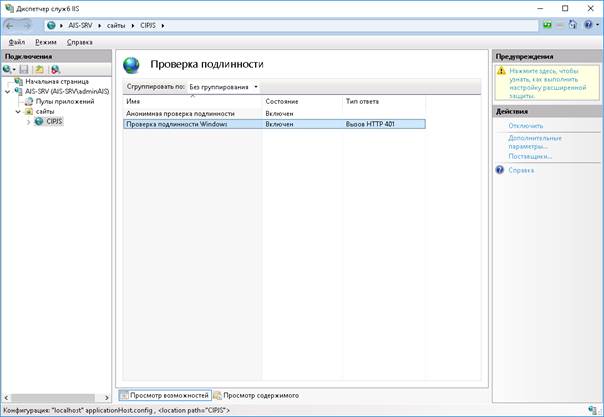 Диспетчер служб IIS
AIS-SRV ▸ сайты ▸ CIPJS ▸
Файл Режим Справка
Подключения
Начальная страница
AIS-SRV (AIS-SRV\adminAIS)
Пулы приложений
сайты
CIPJS
Проверка подлинности
Сгруппировать по: Без группирования
Имя Состояние Тип ответа
Анонимная проверка подлинности Включен
Проверка подлинности Windows Включен Вызов HTTP 401
Просмотр возможностей Просмотр содержимого
Предупреждения
Нажмите здесь, чтобы
узнать, как выполнить
настройку расширенной
защиты.
Действия
Отключить
Дополнительные
параметры...
Поставщики...
Справка
Конфигурация: "localhost" applicationHost.config , <location path="CIPJS">